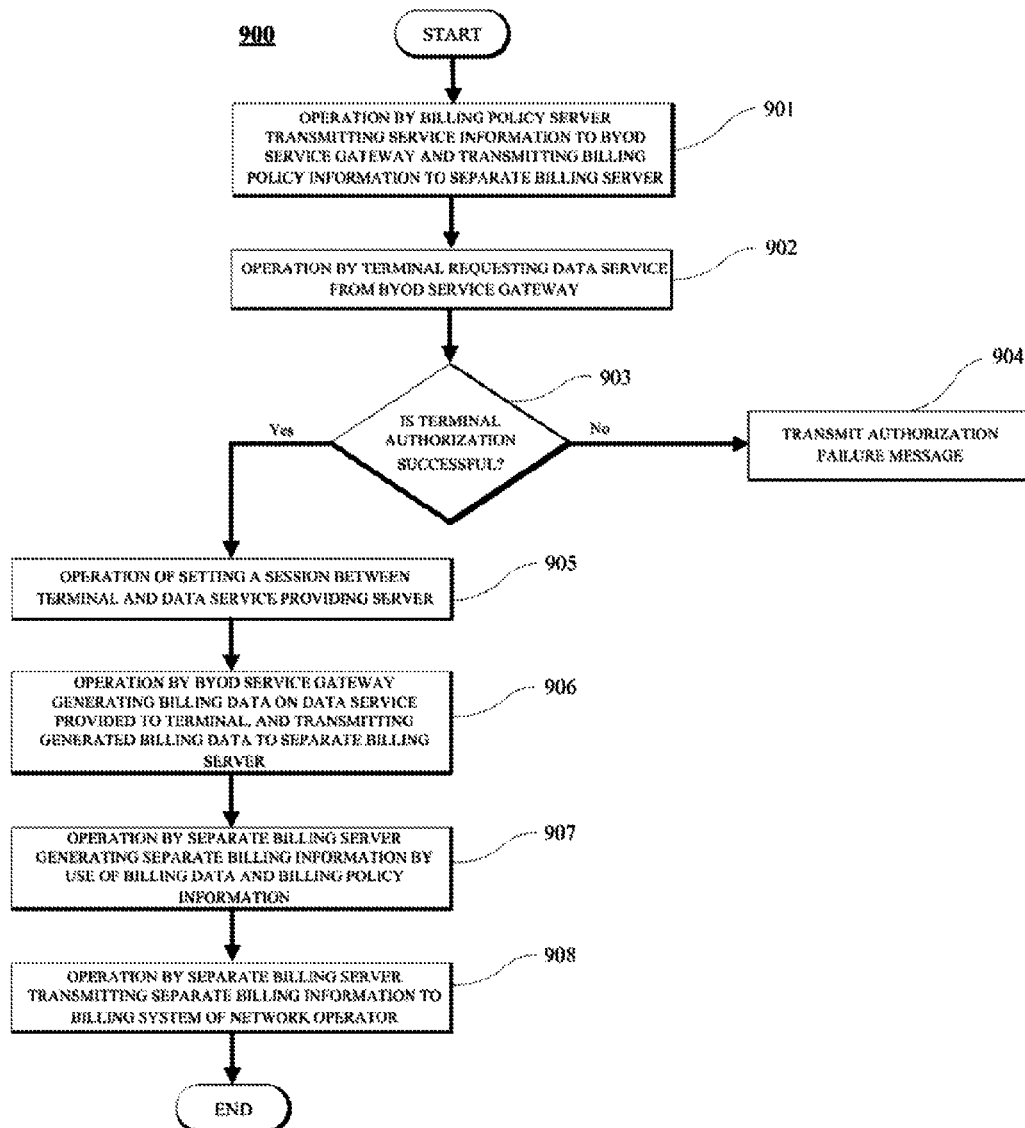 900
START
OPERATION BY BILLING POLICY SERVER
TRANSMITTING SERVICE INFORMATION TO BYOD
SERVICE GATEWAY AND TRANSMITTING BILLING
POLICY INFORMATION TO SEPARATE BILLING SERVER
901
OPERATION BY TERMINAL REQUESTING DATA SERVICE
FROM BYOD SERVICE GATEWAY
902
IS TERMINAL
AUTHORIZATION
SUCCESSFUL?
903
Yes
No
TRANSMIT AUTHORIZATION
FAILURE MESSAGE
904
OPERATION OF SETTING A SESSION BETWEEN
TERMINAL AND DATA SERVICE PROVIDING SERVER
905
OPERATION BY BYOD SERVICE GATEWAY
GENERATING BILLING DATA ON DATA SERVICE
PROVIDED TO TERMINAL, AND TRANSMITTING
GENERATED BILLING DATA TO SEPARATE BILLING
SERVER
906
OPERATION BY SEPARATE BILLING SERVER
GENERATING SEPARATE BILLING INFORMATION BY
USE OF BILLING DATA AND BILLING POLICY
INFORMATION
907
OPERATION BY SEPARATE BILLING SERVER
TRANSMITTING SEPARATE BILLING INFORMATION TO
BILLING SYSTEM OF NETWORK OPERATOR
908
END